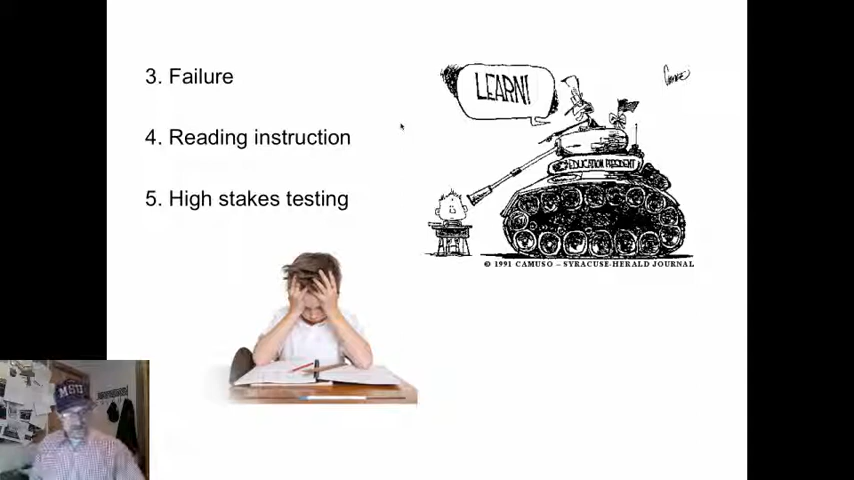 3. Failure
4. Reading instruction
5. High stakes testing
LEARN!
EDUCATION PRESIDENT
© 1991 CAMUSO – SYRACUSE-HERALD JOURNAL
MSU